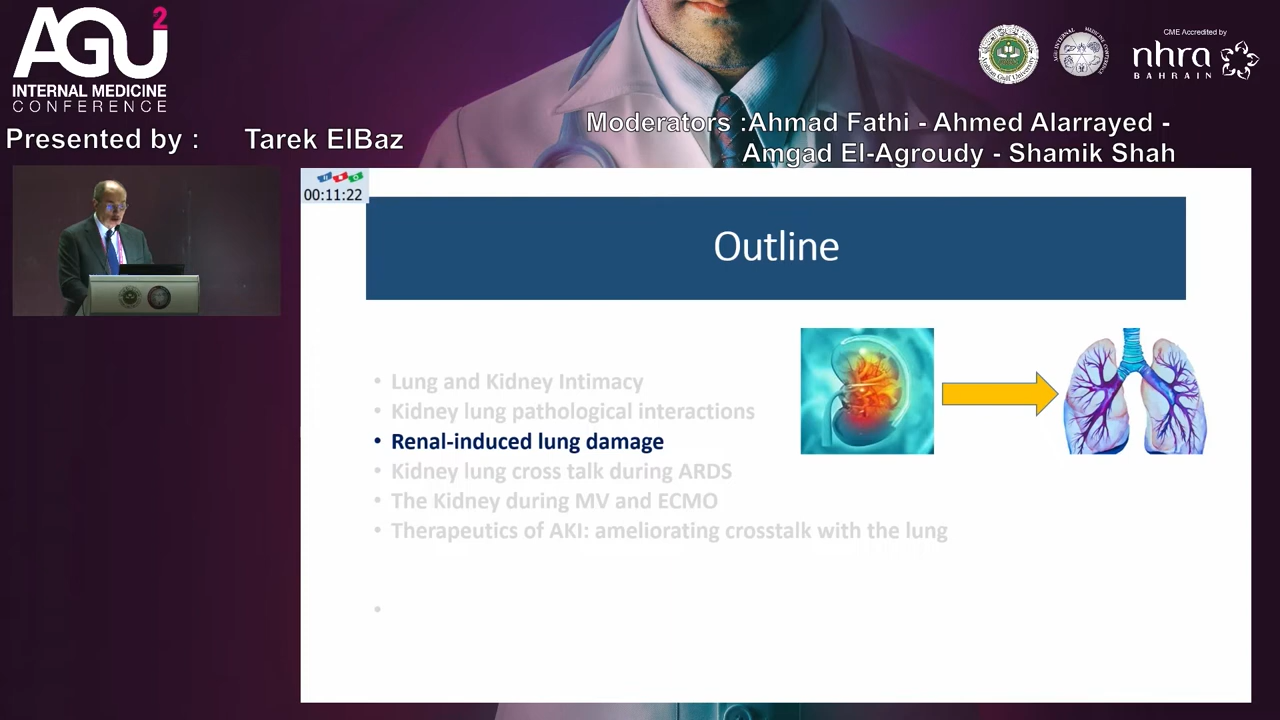 AGU2
INTERNAL MEDICINE
CONFERENCE
CME Accredited by
nhra
BAHRAIN
Presented by : Tarek ElBaz
Moderators :Ahmad Fathi - Ahmed Alarrayed -
Amgad El-Agroudy - Shamik Shah
00:11:22
Outline
• Lung and Kidney Intimacy
• Kidney lung pathological interactions
• Renal-induced lung damage
• Kidney lung cross talk during ARDS
• The Kidney during MV and ECMO
• Therapeutics of AKI: ameliorating crosstalk with the lung
•